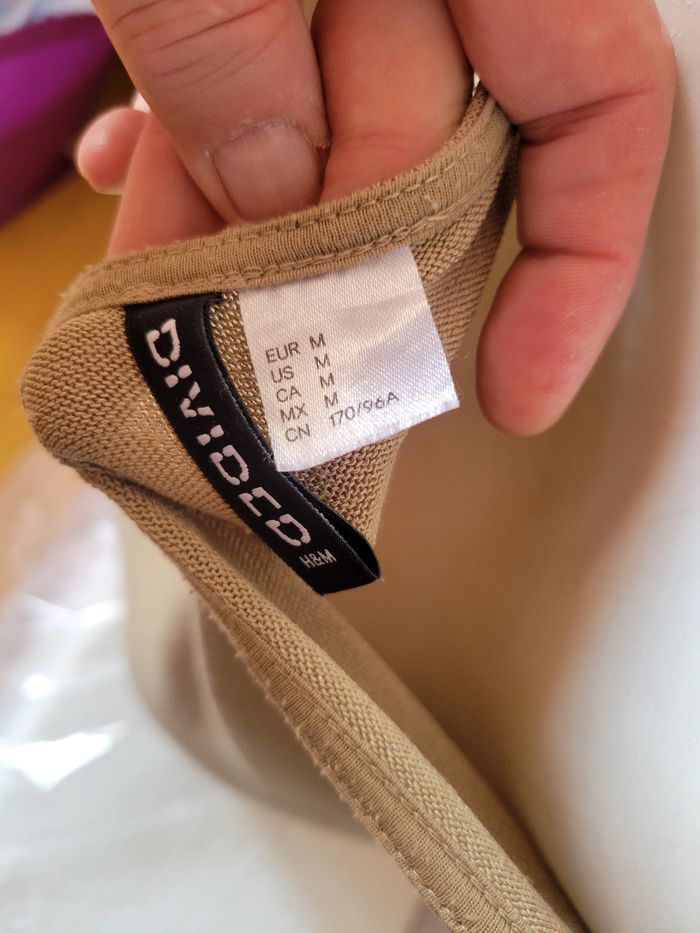 DIVIDED
H&M
EUR M
US M
CA M
MX M
CN 170/96A